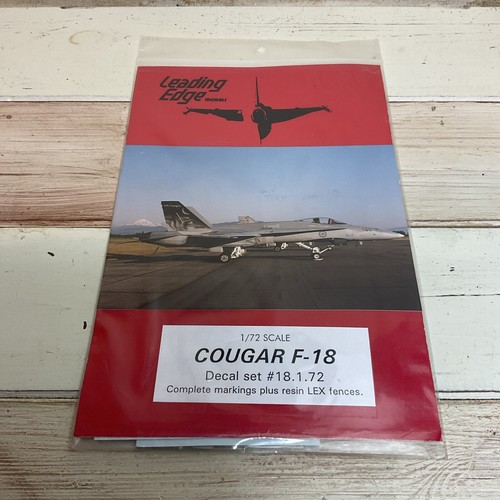 Leading
Edge
1/72 SCALE
COUGAR F-18
Decal set #18.1.72
Complete markings plus resin LEX fences.